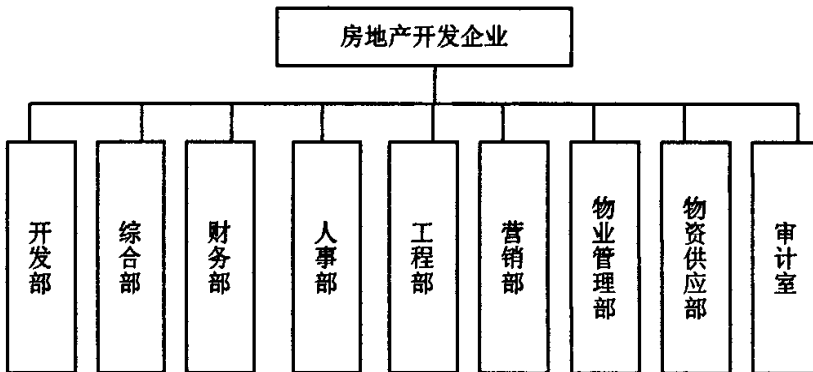 房地产开发企业
开发部
综合部
财务部
人事部
工程部
营销部
物业管理部
物资供应部
审计室